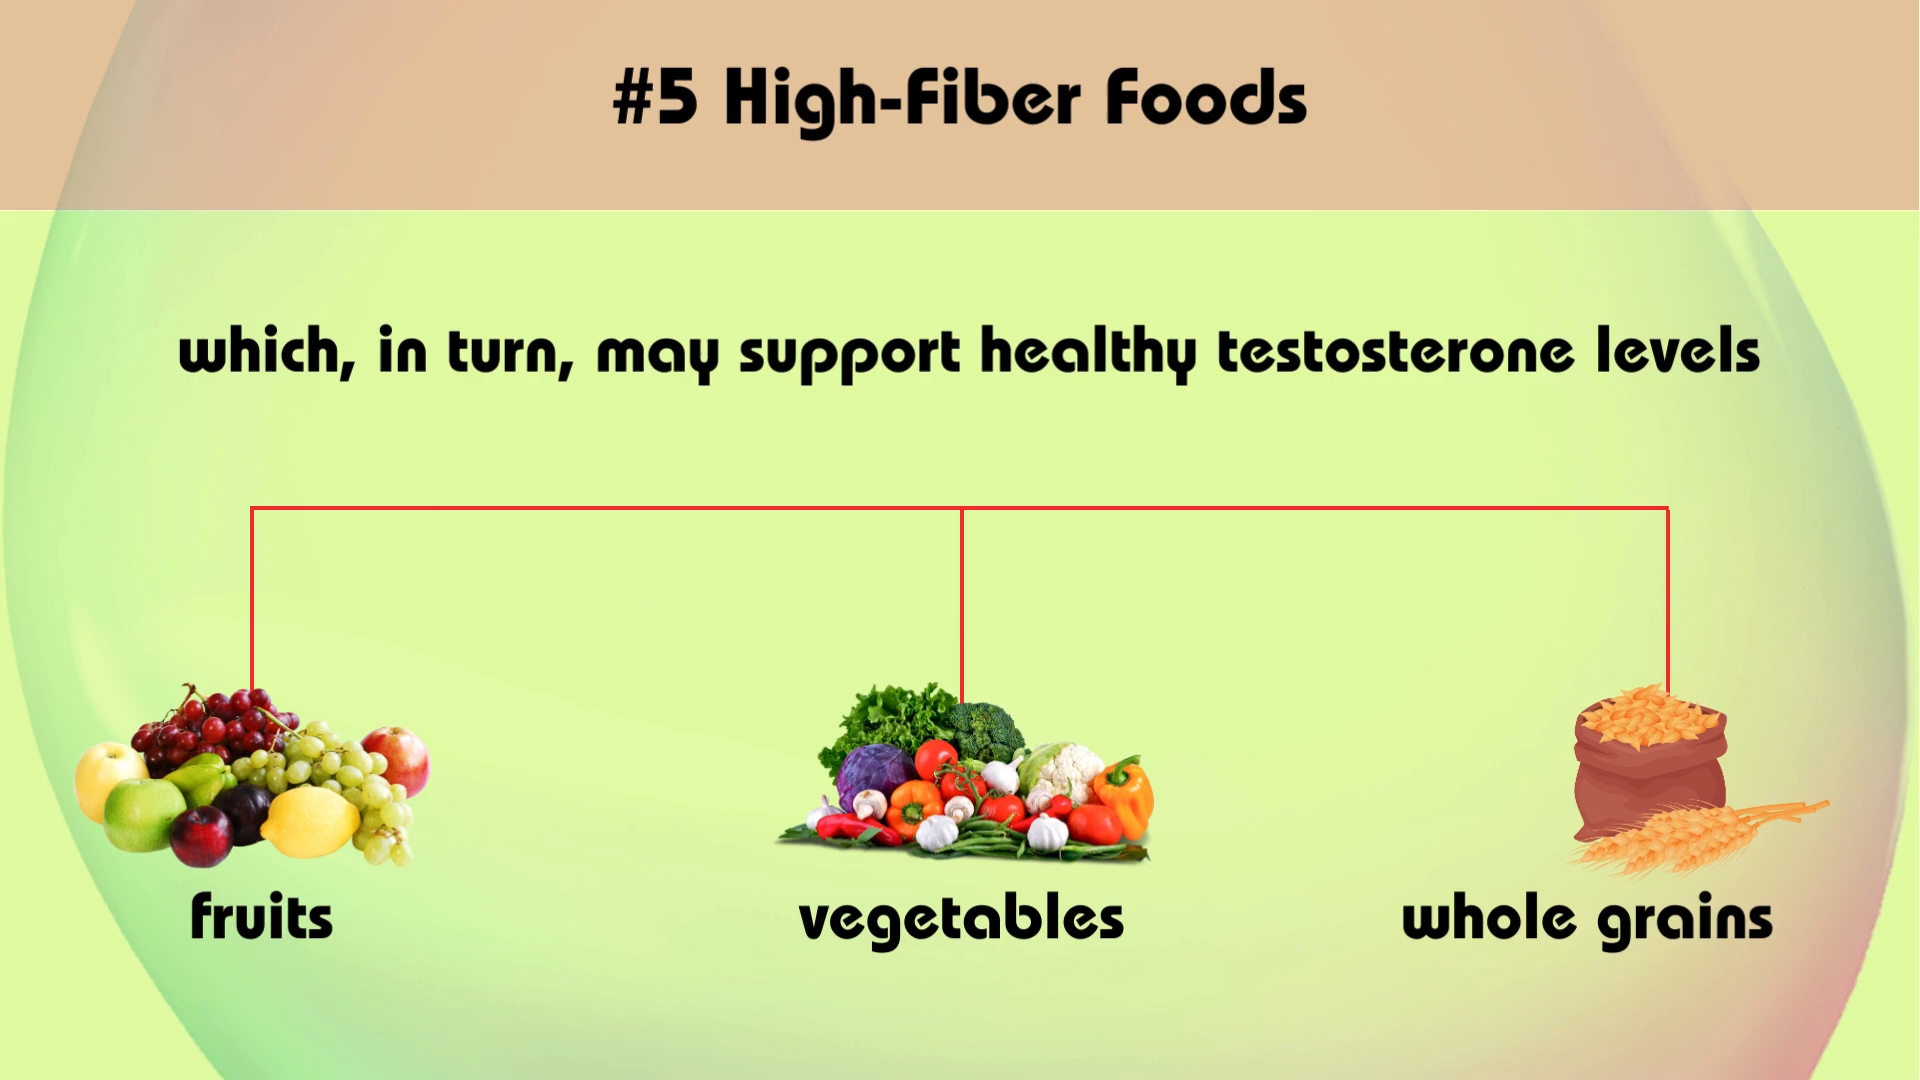 #5 High-Fiber Foods
which, in turn, may support healthy testosterone levels
fruits
vegetables
whole grains